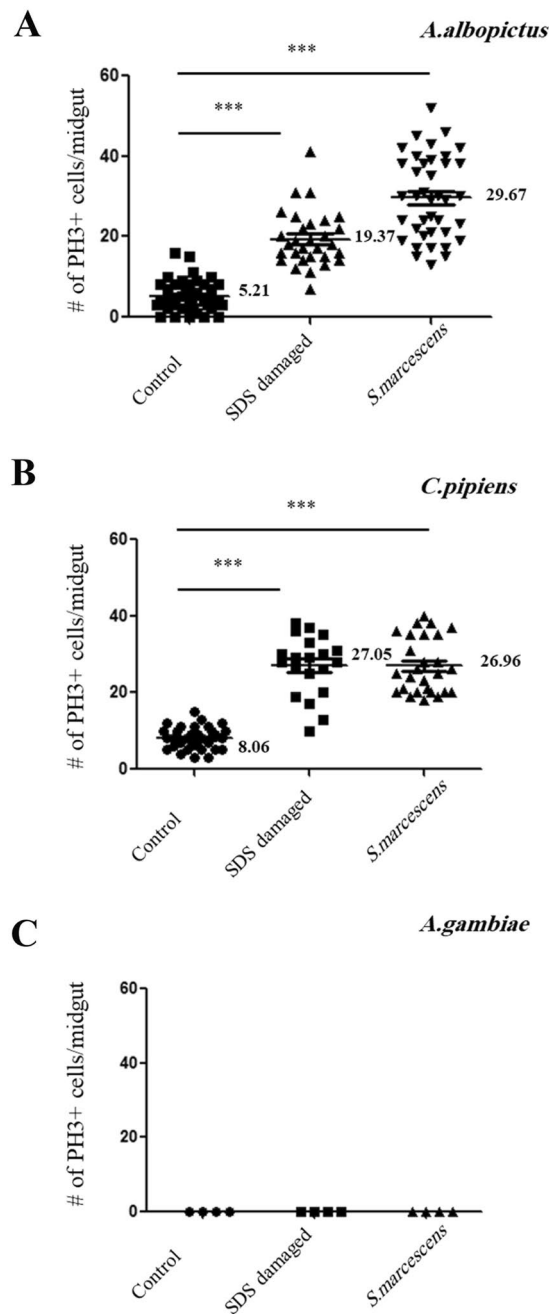 A
A.albopictus
***
***
# of PH3+ cells/midgut
60
40
20
0
5.21
19.37
29.67
Control
SDS damaged
S.marcescens
B
C.pipiens
***
***
# of PH3+ cells/midgut
60
40
20
0
8.06
27.05
26.96
Control
SDS damaged
S.marcescens
C
A.gambiae
# of PH3+ cells/midgut
60
40
20
0
Control
SDS damaged
S.marcescens